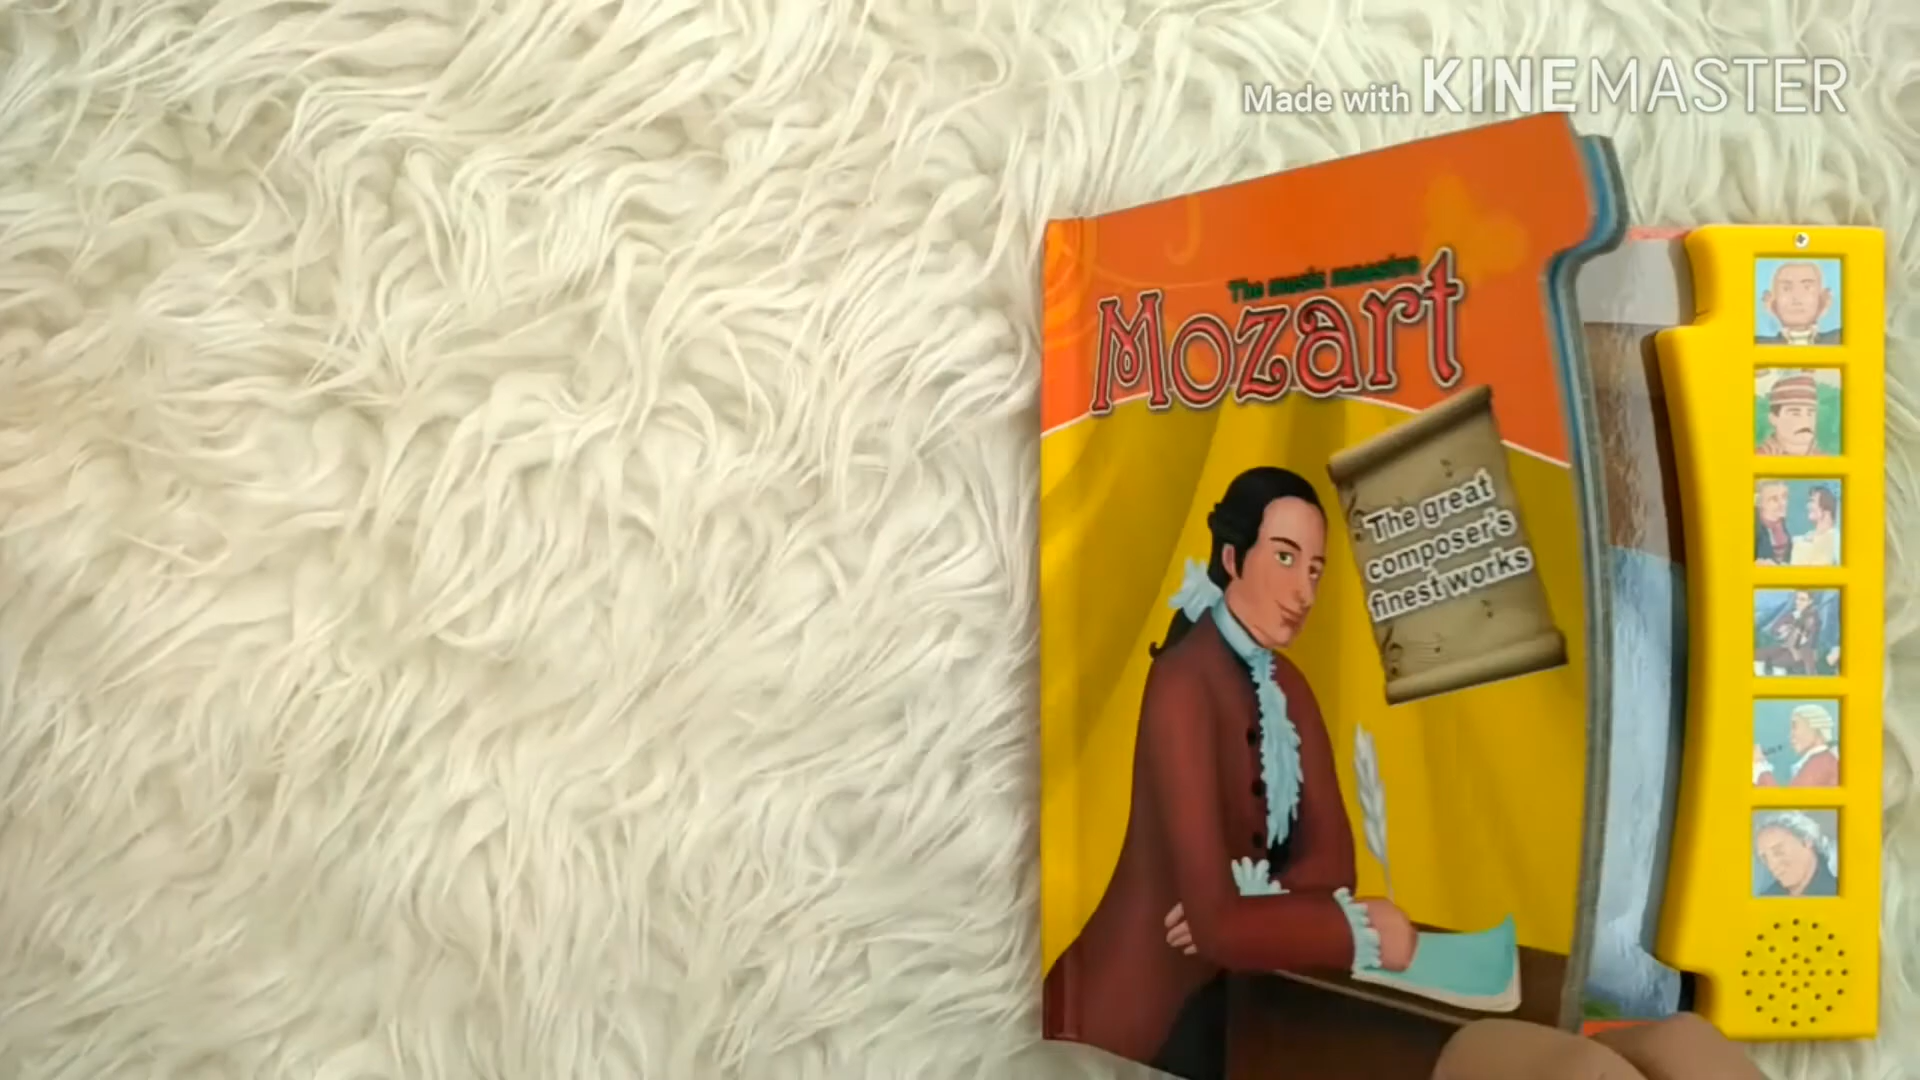 Made with KINEMASTER
The music maestro
Mozart
The great
composer's
finest works